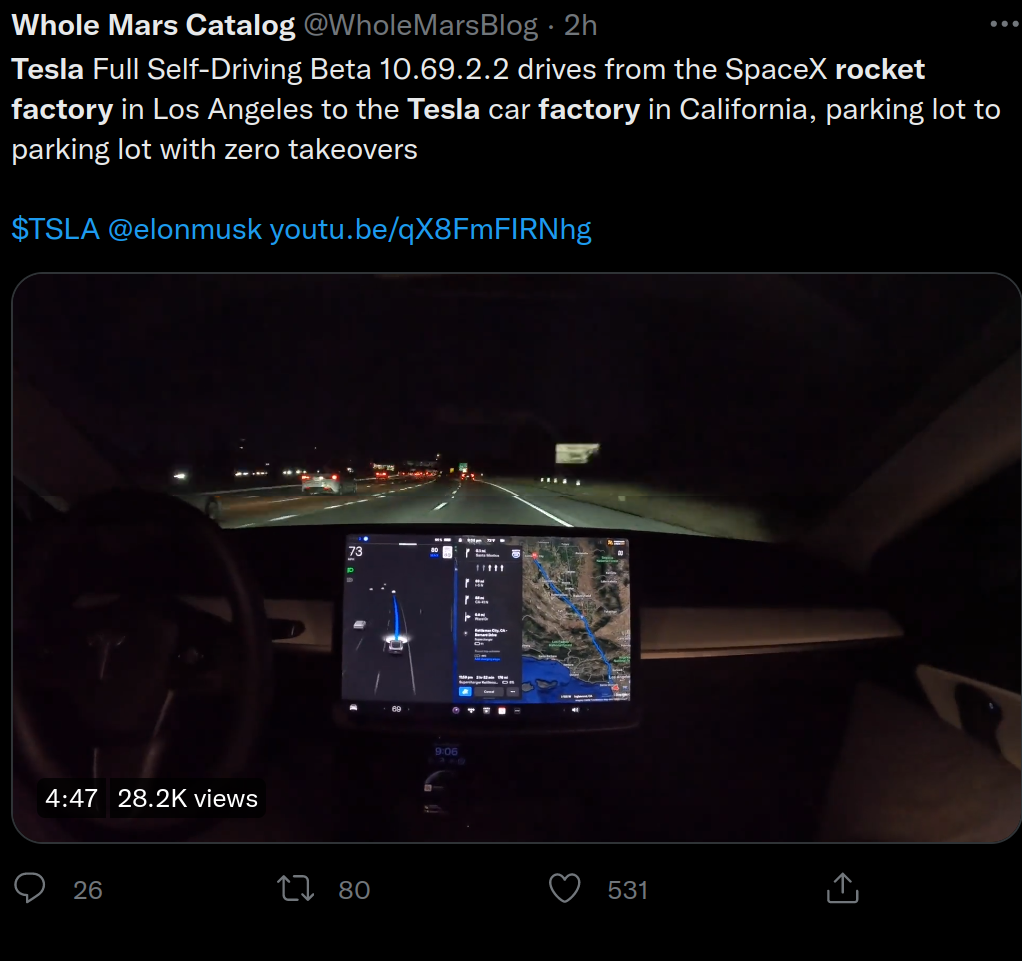 Whole Mars Catalog @WholeMarsBlog · 2h
Tesla Full Self-Driving Beta 10.69.2.2 drives from the SpaceX rocket
factory in Los Angeles to the Tesla car factory in California, parking lot to
parking lot with zero takeovers
$TSLA @elonmusk youtu.be/qX8FmFIRNhg
73
80
Cancel
69
9:06
4:47 28.2K views
26 80 531